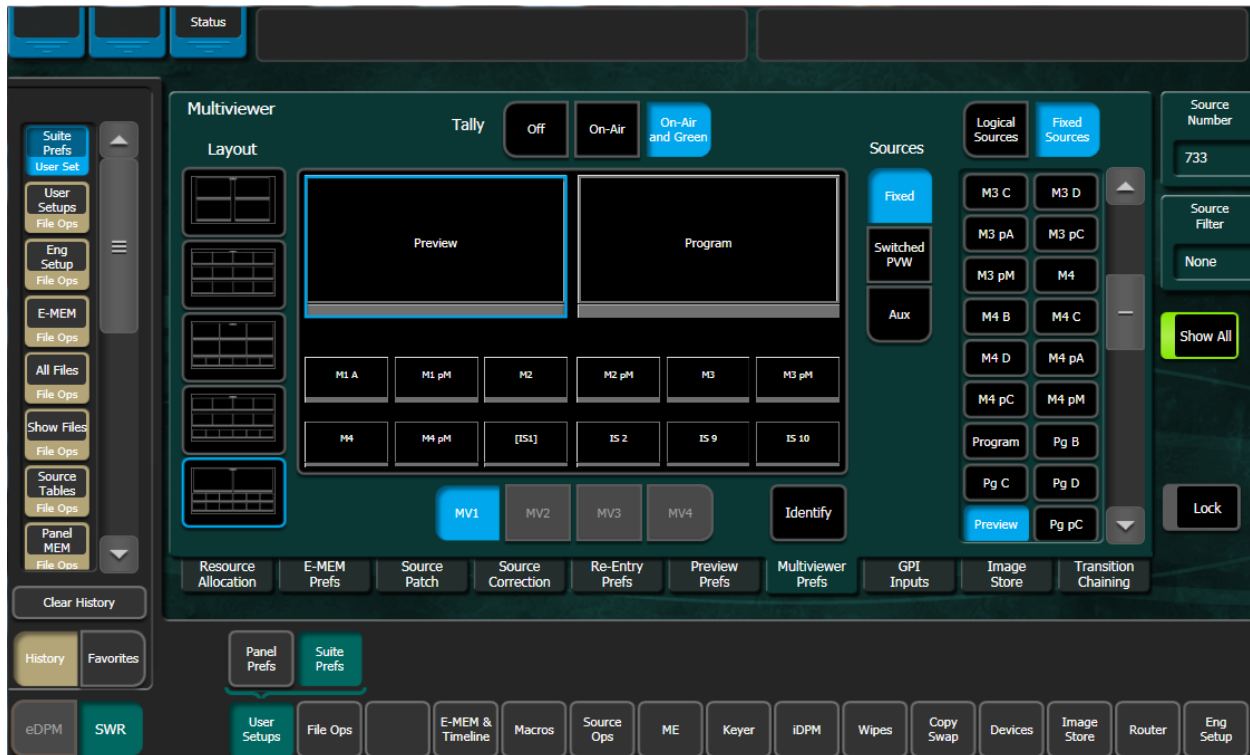 Status
Multiviewer
Tally
Off
On-Air
On-Air
and Green
Logical
Sources
Fixed
Sources
Source
Number
733
Layout
Sources
Suite
Prefs
User Set
User
Setups
File Ops
Eng
Setup
File Ops
E-MEM
File Ops
All Files
File Ops
Show Files
File Ops
Source
Tables
File Ops
Panel
MEM
File Ops
Clear History
History
Favorites
Preview
Program
M1 A
M1 pM
M2
M2 pM
M3
M3 pM
M4
M4 pM
[IS1]
IS 2
IS 9
IS 10
MV1
MV2
MV3
MV4
Identify
Fixed
Switched
PVW
Aux
M3 C
M3 D
M3 pA
M3 pC
M3 pM
M4
M4 B
M4 C
M4 D
M4 pA
M4 pC
M4 pM
Program
Pg B
Pg C
Pg D
Preview
Pg pC
Source
Filter
None
Show All
Lock
Resource
Allocation
E-MEM
Prefs
Source
Patch
Source
Correction
Re-Entry
Prefs
Preview
Prefs
Multiviewer
Prefs
GPI
Inputs
Image
Store
Transition
Chaining
Panel
Prefs
Suite
Prefs
eDPM
SWR
User
Setups
File Ops
E-MEM &
Timeline
Macros
Source
Ops
ME
Keyer
iDPM
Wipes
Copy
Swap
Devices
Image
Store
Router
Eng
Setup